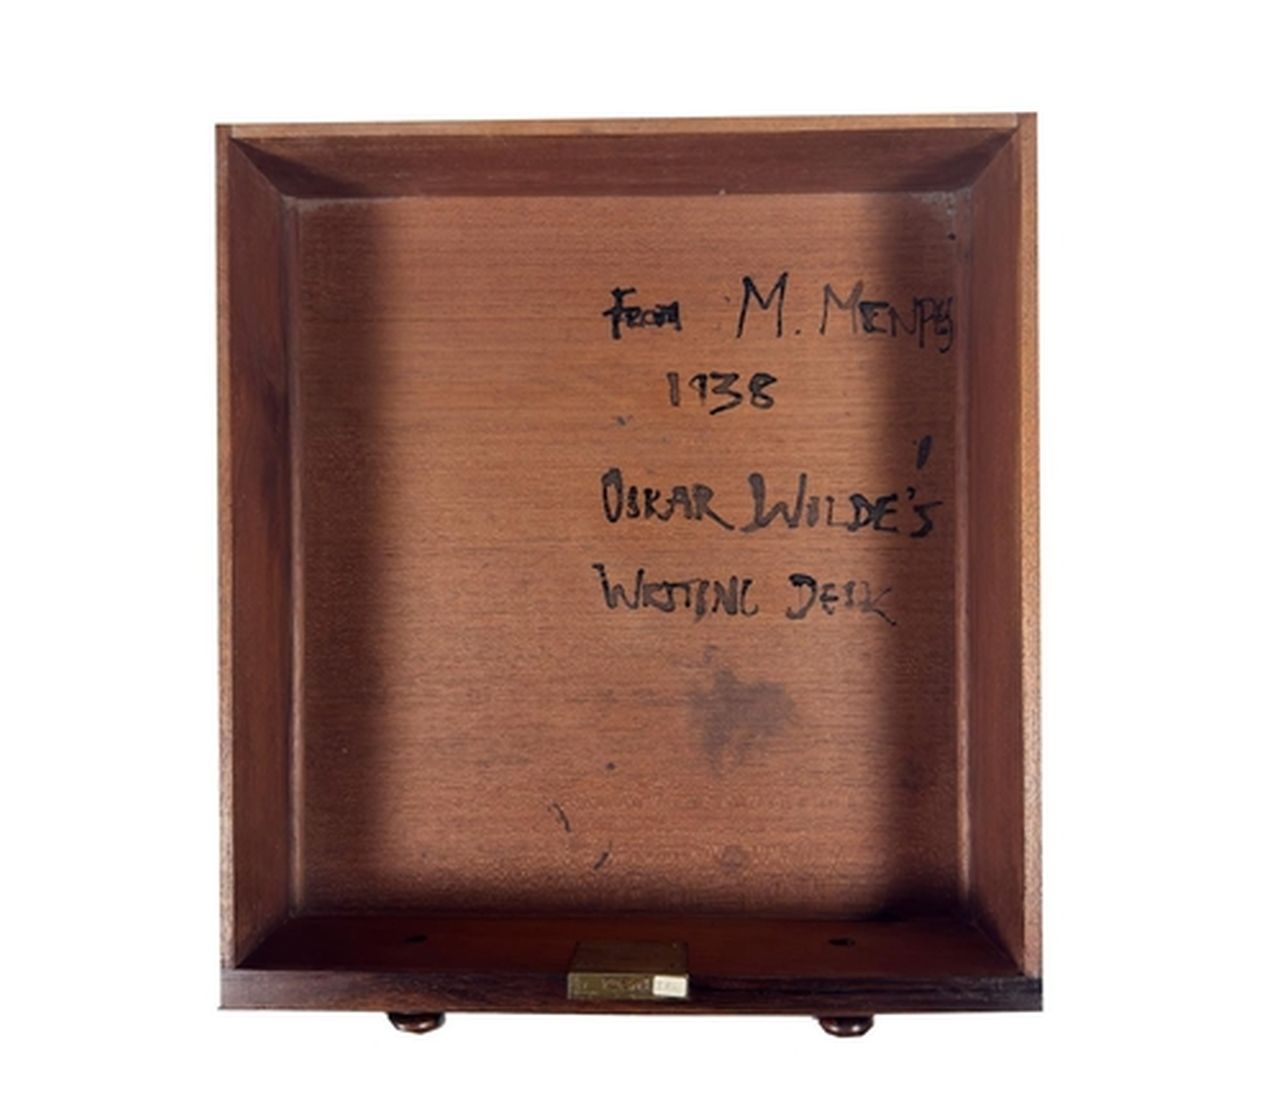 From M. MENPES
1938
OSKAR WILDE'S
WRITING DESK